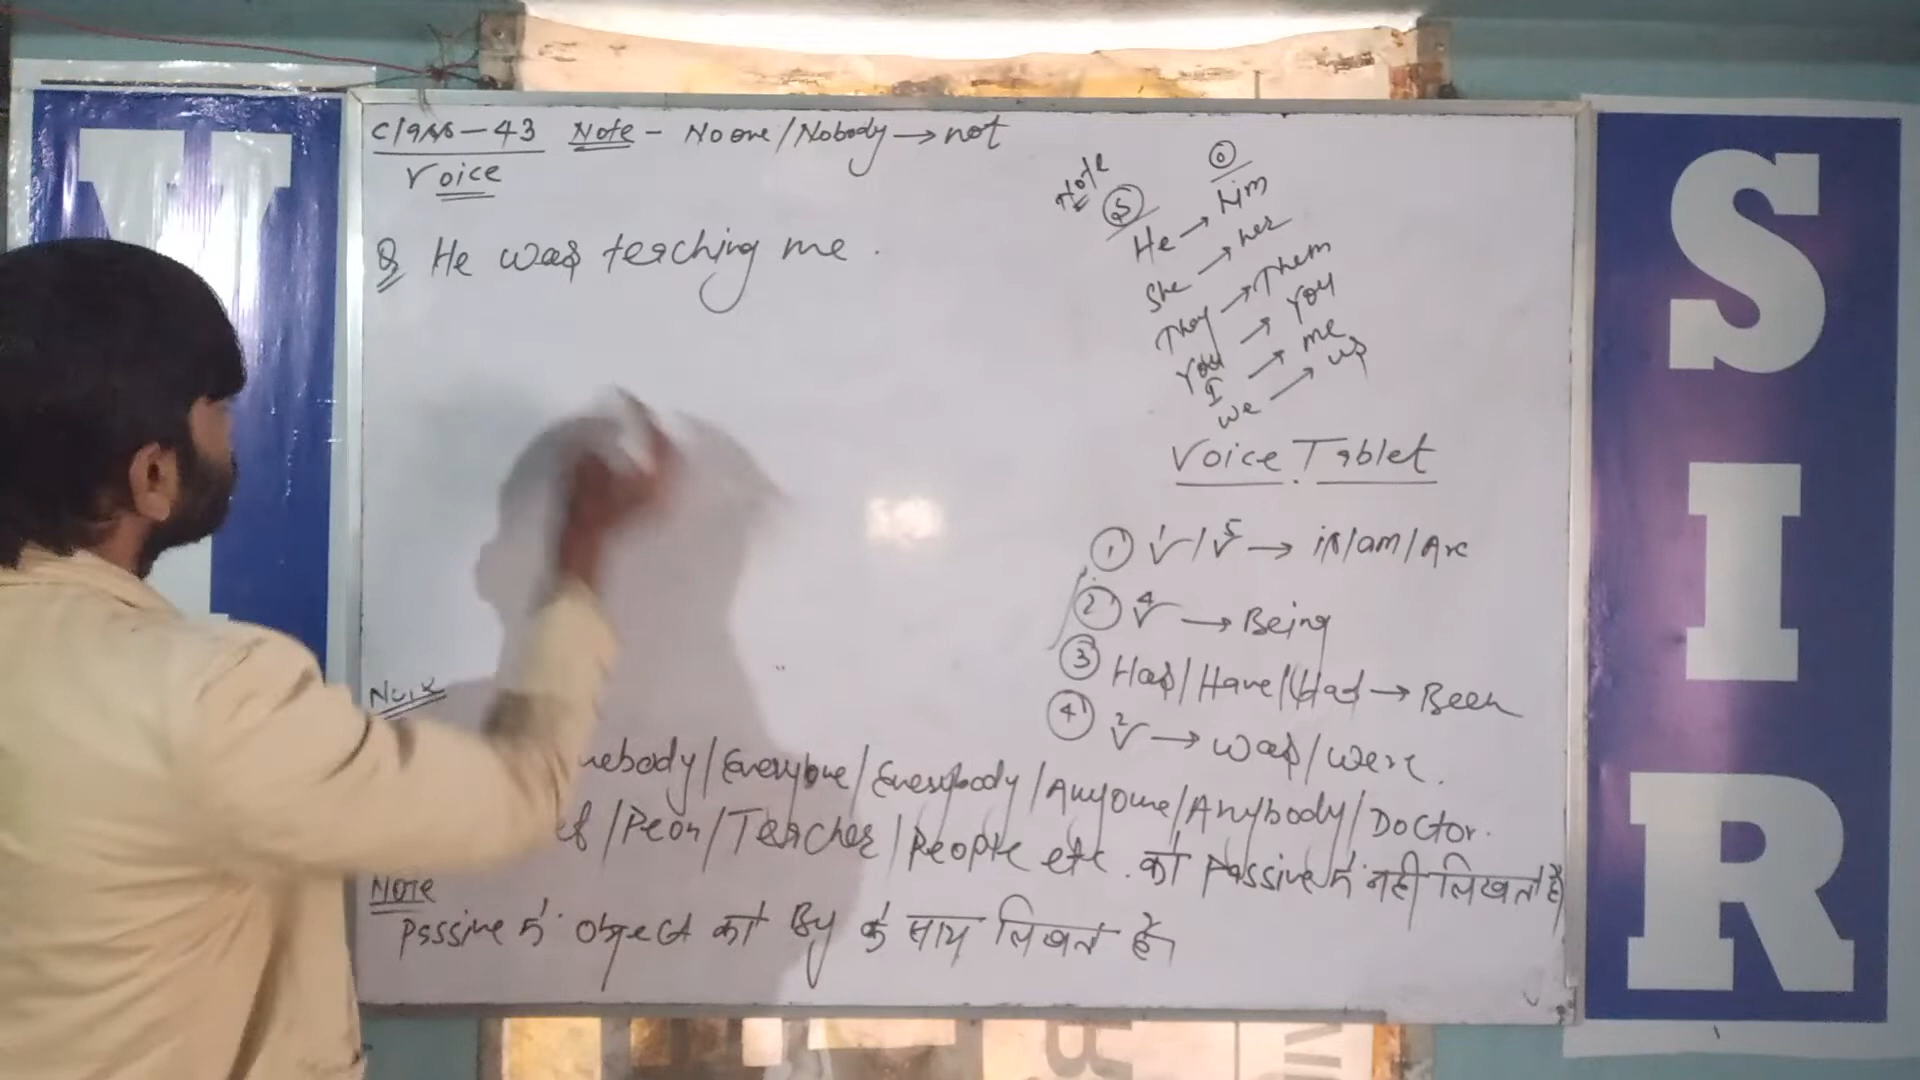 Class-43 Note - No one/Nobody → not
Voice
Q He was teaching me .
Note
Ⓢ Ⓞ
He → him
She → her
They → Them
You → You
I → me
We → us
Voice Tablet
① V¹/V⁵ → is/am/Are
② V⁴ → Being
③ Has/Have/Had → Been
④ V² → was/were.
Note
mebody/Everyone/Everybody/Anyone/Anybody/Doctor.
ef/Peon/Teacher/People etc. को Passive में नही लिखते है
Note
Passive में object को By के साथ लिखते है
S
I
R